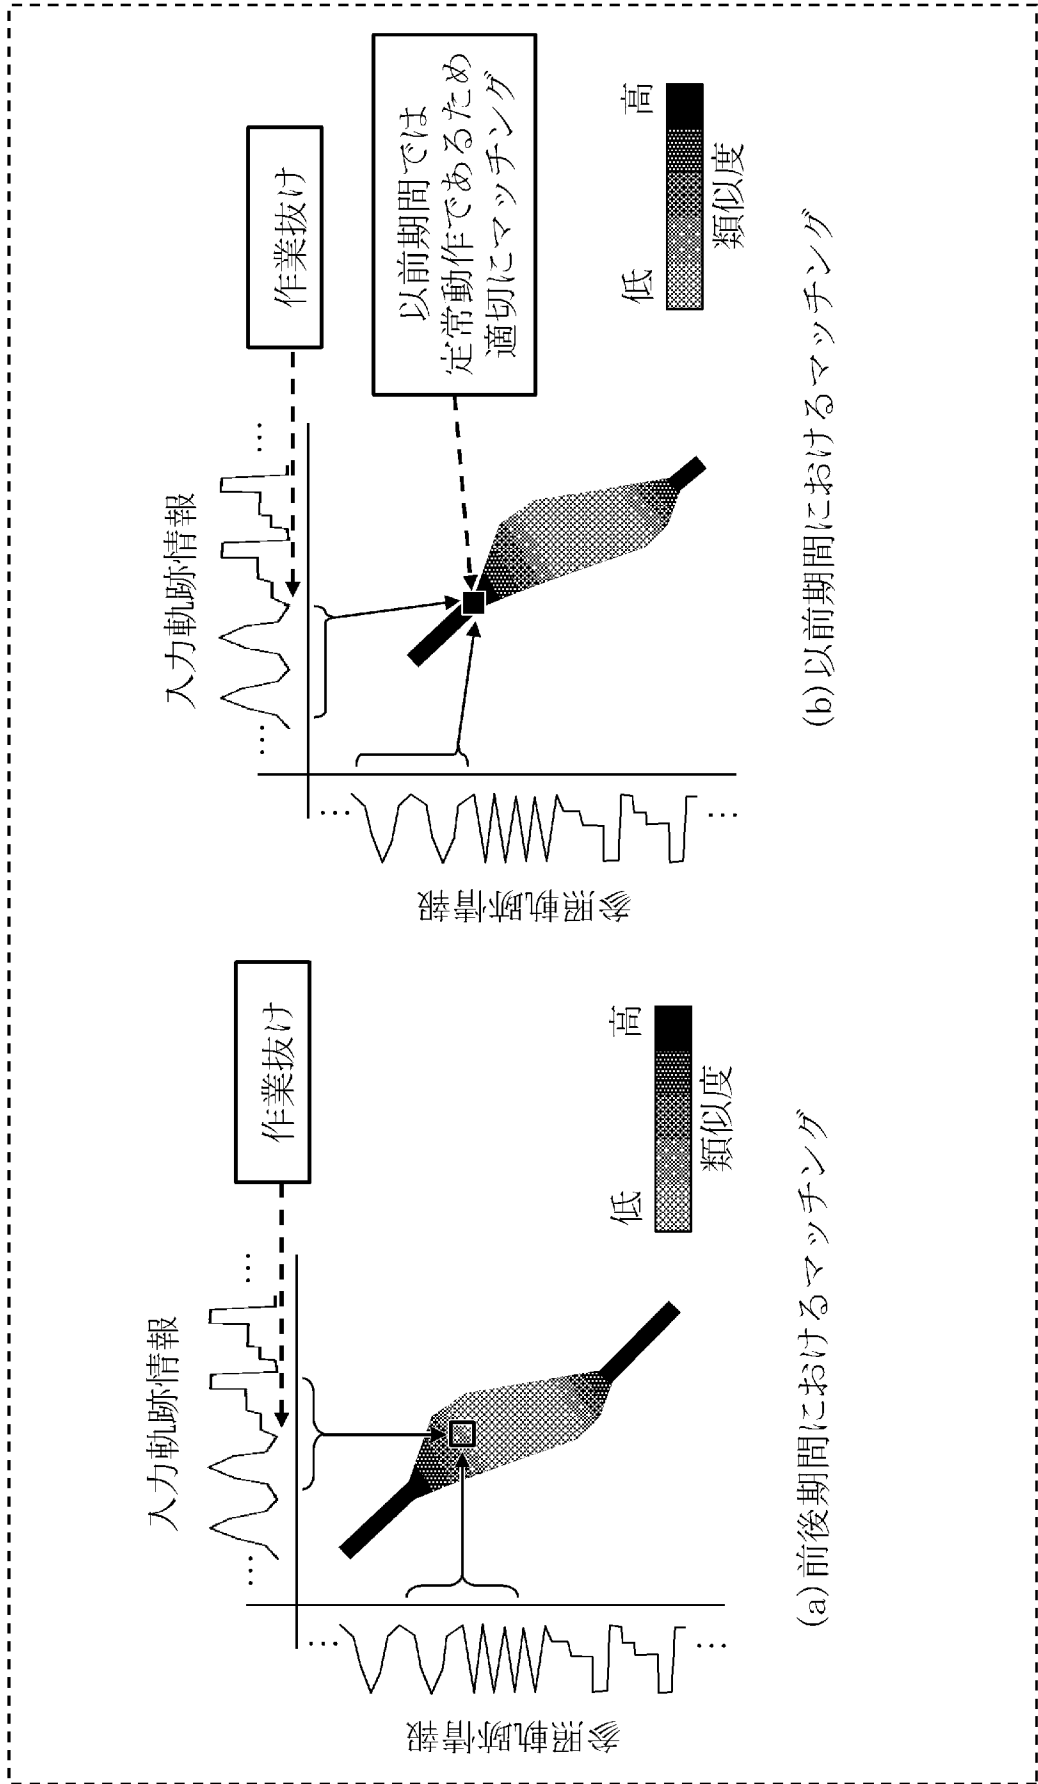 入力軌跡情報
作業抜け
…
…
参照軌跡情報
…
…
低
高
類似度
(a) 前後期間におけるマッチング
入力軌跡情報
作業抜け
…
…
以前期間では
定常動作であるため
適切にマッチング
参照軌跡情報
…
…
低
高
類似度
(b) 以前期間におけるマッチング